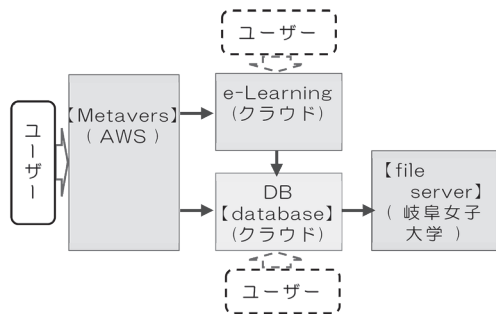 ユーザー
ユーザー
【Metavers】
( AWS )
e-Learning
(クラウド)
DB
【database】
(クラウド)
【file
server】
( 岐阜女子
大学 )
ユーザー